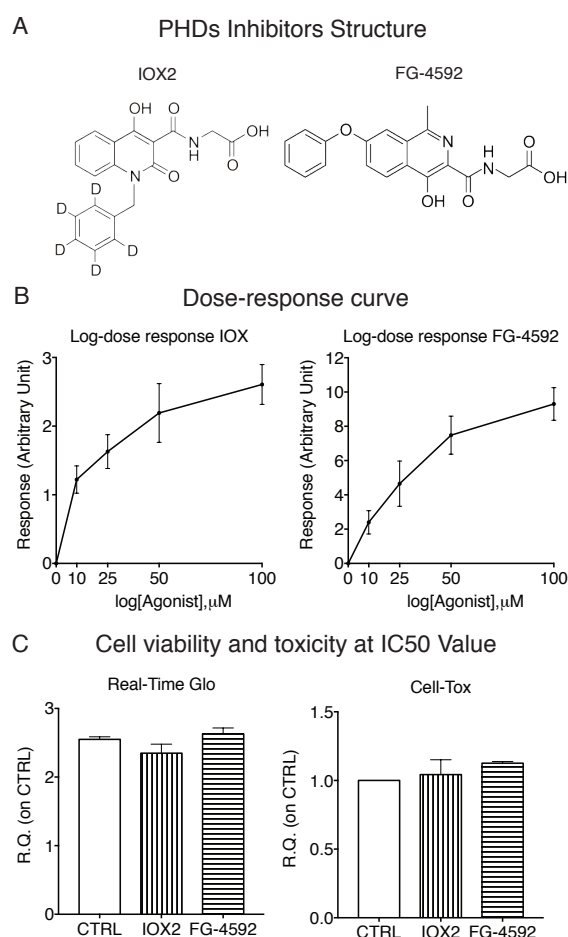 A PHDs Inhibitors Structure
IOX2
FG-4592
OH
O
N
H
O
OH
N
O
D
D
D
D
D
O
N
H
N
O
OH
O
OH
B Dose-response curve
Log-dose response IOX
Response (Arbitrary Unit)
3
2
1
0
0 10 25 50 100
log[Agonist],μM
Log-dose response FG-4592
Response (Arbitrary Unit)
12
10
8
6
4
2
0
0 10 25 50 100
log[Agonist],μM
C Cell viability and toxicity at IC50 Value
Real-Time Glo
R.Q. (on CTRL)
3
2
1
0
CTRL IOX2 FG-4592
Cell-Tox
R.Q. (on CTRL)
1.5
1.0
0.5
0.0
CTRL IOX2 FG-4592